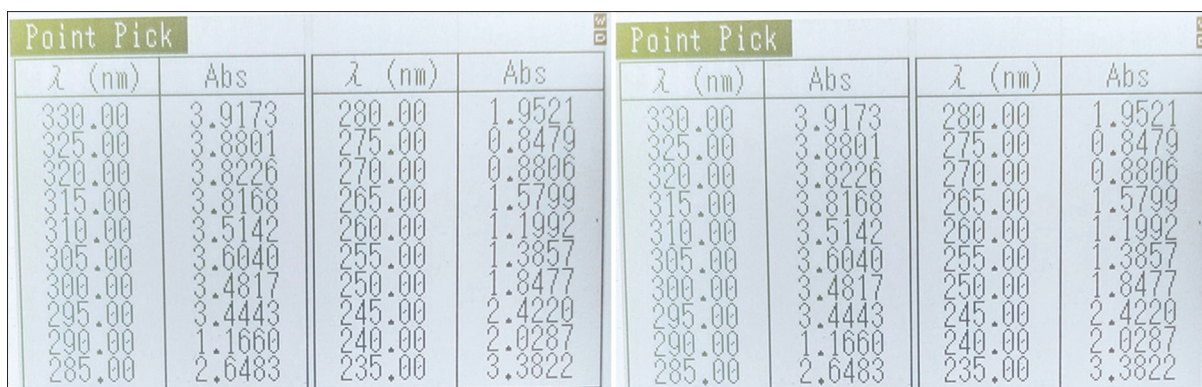 Point Pick
λ (nm) Abs λ (nm) Abs
330.00 3.9173 280.00 1.9521
325.00 3.8801 275.00 0.8479
320.00 3.8226 270.00 0.8806
315.00 3.8168 265.00 1.5799
310.00 3.5142 260.00 1.1992
305.00 3.6040 255.00 1.3857
300.00 3.4817 250.00 1.8477
295.00 3.4443 245.00 2.4220
290.00 1.1660 240.00 2.0287
285.00 2.6483 235.00 3.3822
Point Pick
λ (nm) Abs λ (nm) Abs
330.00 3.9173 280.00 1.9521
325.00 3.8801 275.00 0.8479
320.00 3.8226 270.00 0.8806
315.00 3.8168 265.00 1.5799
310.00 3.5142 260.00 1.1992
305.00 3.6040 255.00 1.3857
300.00 3.4817 250.00 1.8477
295.00 3.4443 245.00 2.4220
290.00 1.1660 240.00 2.0287
285.00 2.6483 235.00 3.3822